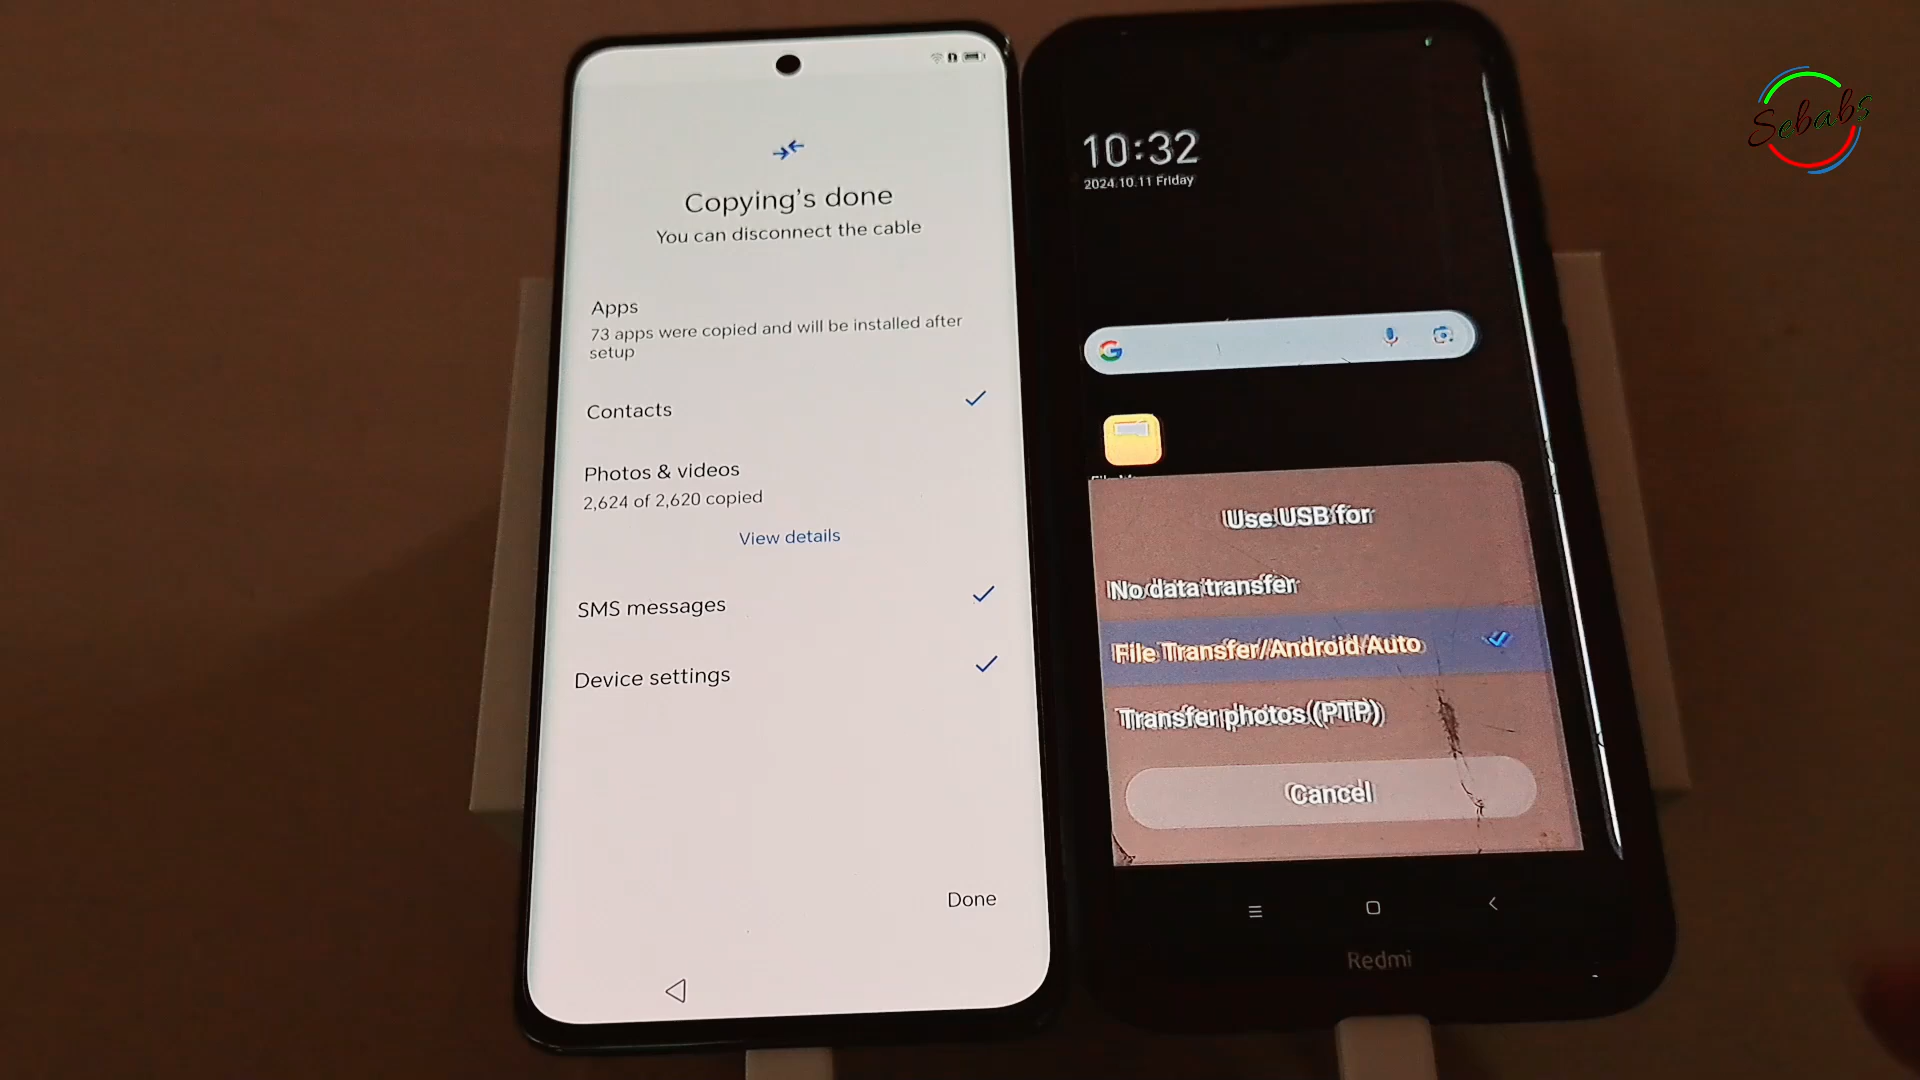 Copying's done
You can disconnect the cable
Apps
73 apps were copied and will be installed after
setup
Contacts
Photos & videos
2,624 of 2,620 copied
View details
SMS messages
Device settings
Done
10:32
2024.10.11 Friday
Use USB for
No data transfer
File Transfer/Android Auto
Transfer photos (PTP)
Cancel
Redmi
Sebabs